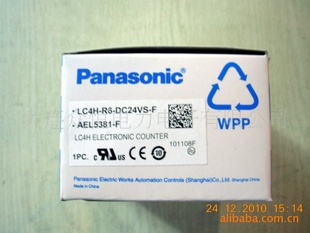 Panasonic
LC4H-R6-DC24VS-F
AEL5381-F
LC4H ELECTRONIC COUNTER
1PC.
101108F
WPP
Panasonic Electric Works Automation Controls (Shanghai)Co., Ltd.
24 12 2010 15:14